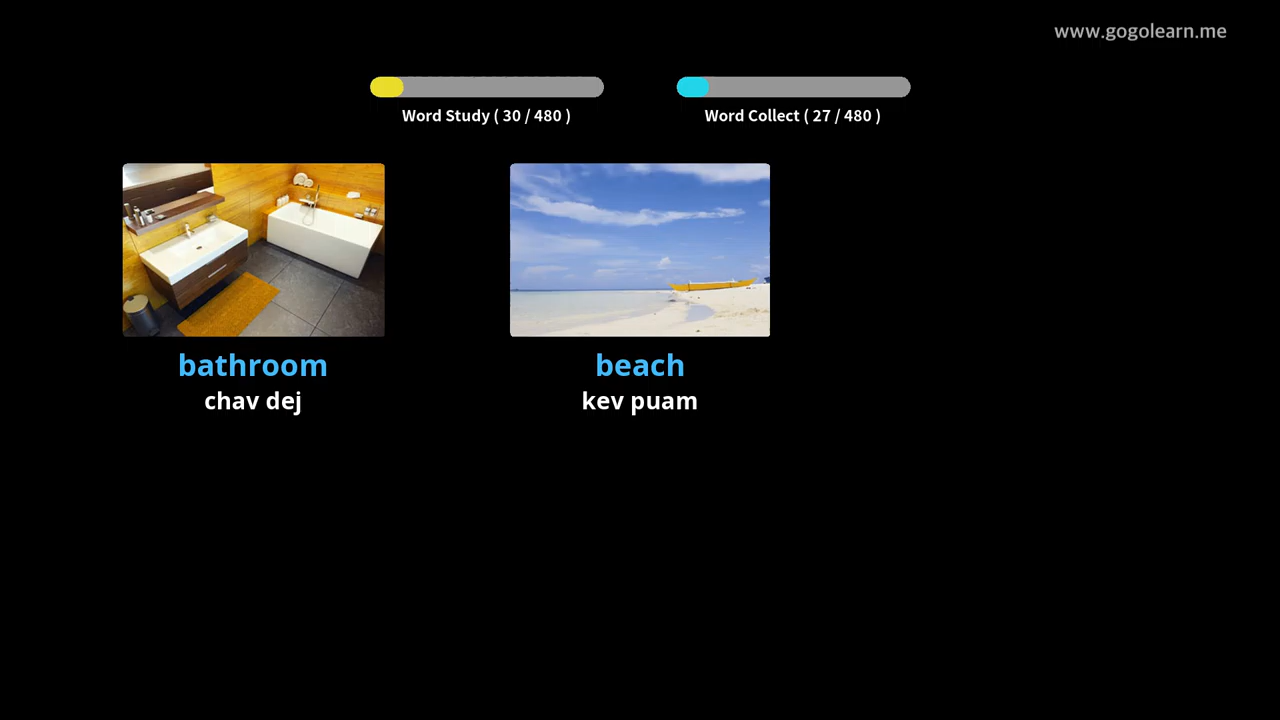 www.gogolearn.me
Word Study ( 30 / 480 )
Word Collect ( 27 / 480 )
bathroom
chav dej
beach
kev puam